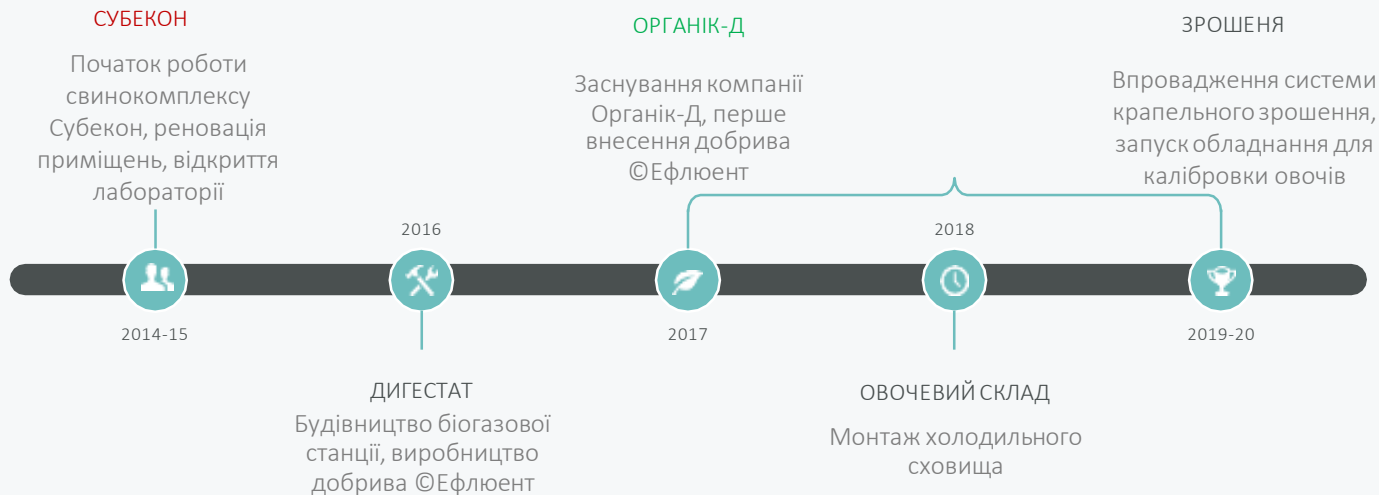 СУБЕКОН
Початок роботи
свинокомплексу
Субекон, реновація
приміщень, відкриття
лабораторії
2014-15
2016
ДИГЕСТАТ
Будівництво біогазової
станції, виробництво
добрива ©Ефлюент
ОРГАНІК-Д
Заснування компанії
Органік-Д, перше
внесення добрива
©Ефлюент
2017
2018
ОВОЧЕВИЙ СКЛАД
Монтаж холодильного
сховища
ЗРОШЕНЯ
Впровадження системи
крапельного зрошення,
запуск обладнання для
калібровки овочів
2019-20